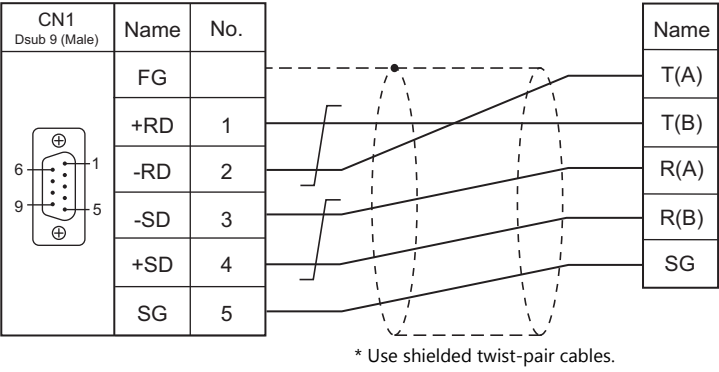 CN1
Dsub 9 (Male)
Name No.
Name
FG
T(A)
+RD 1
T(B)
-RD 2
R(A)
-SD 3
R(B)
+SD 4
SG
SG 5
6
1
9
5
* Use shielded twist-pair cables.